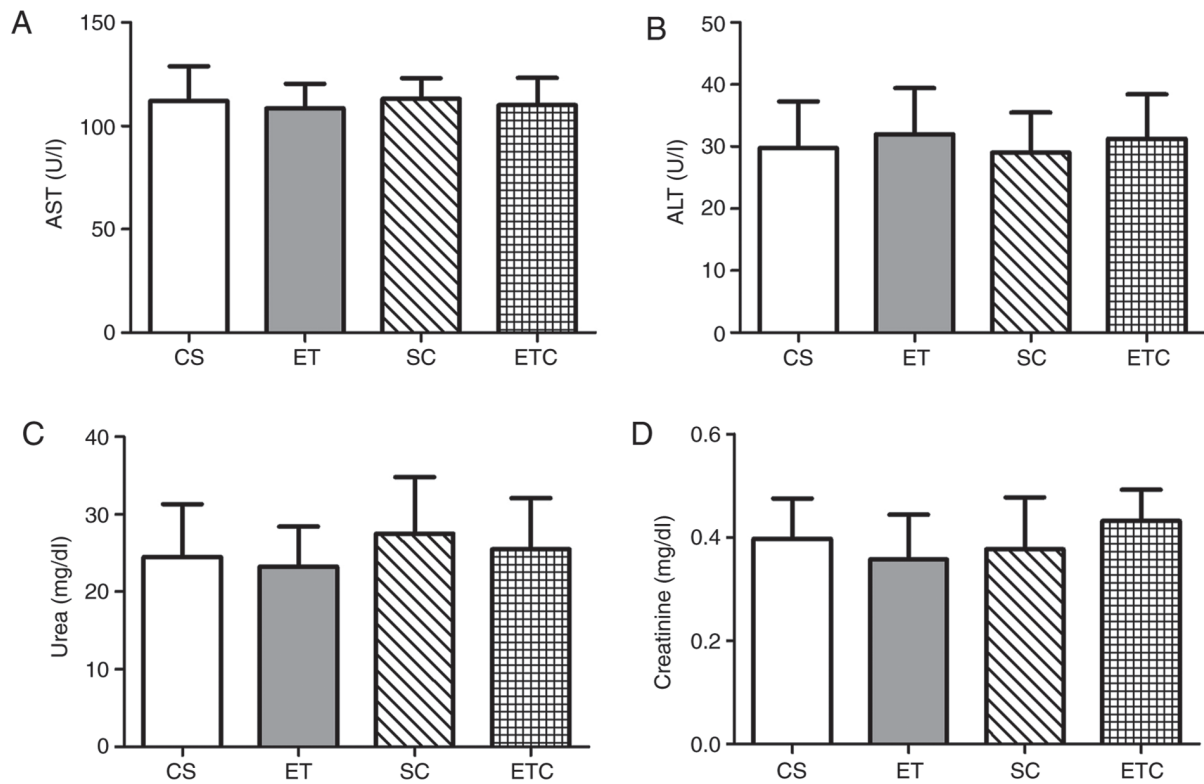 A
AST (U/l)
150
100
50
0
CS ET SC ETC
B
ALT (U/l)
50
40
30
20
10
0
CS ET SC ETC
C
Urea (mg/dl)
40
30
20
10
0
CS ET SC ETC
D
Creatinine (mg/dl)
0.6
0.4
0.2
0.0
CS ET SC ETC